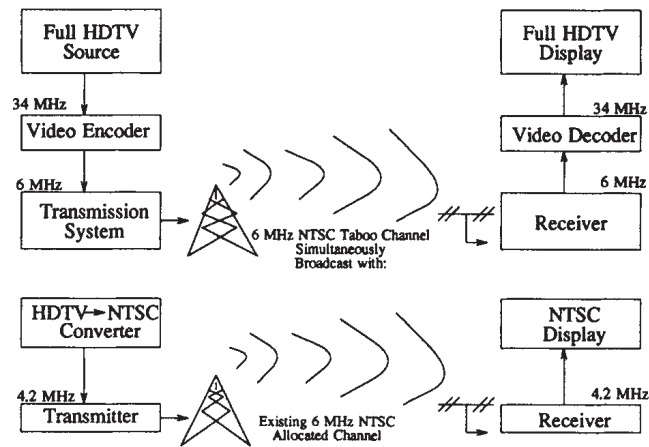 Full HDTV
Source
34 MHz
Video Encoder
6 MHz
Transmission
System
6 MHz NTSC Taboo Channel
Simultaneously
Broadcast with:
Full HDTV
Display
34 MHz
Video Decoder
6 MHz
Receiver
HDTV→NTSC
Converter
4.2 MHz
Transmitter
Existing 6 MHz NTSC
Allocated Channel
NTSC
Display
4.2 MHz
Receiver